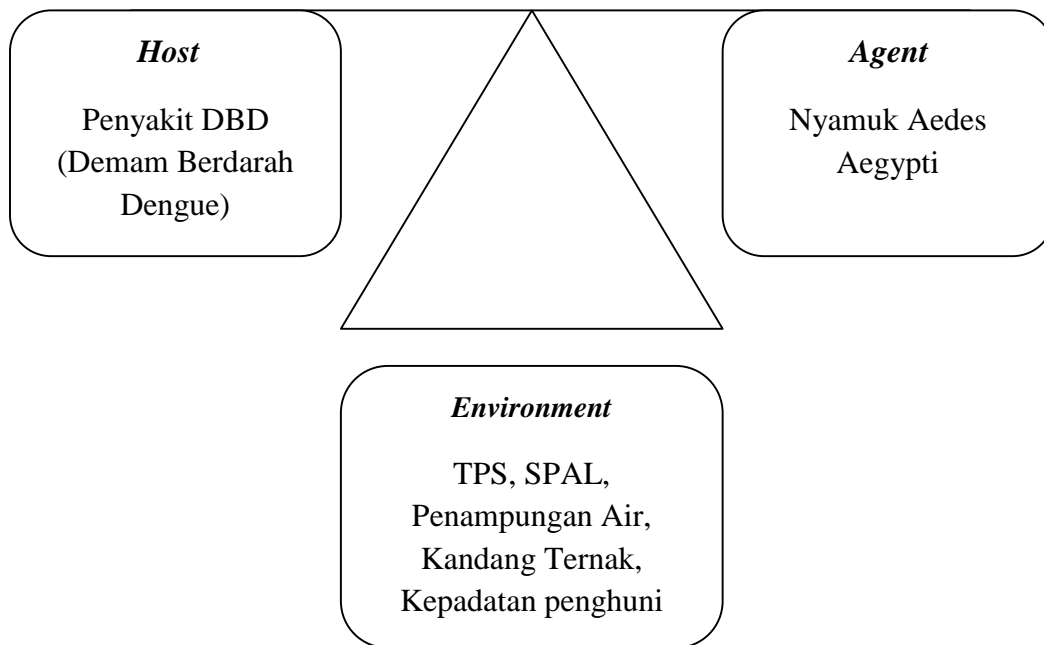 Host
Penyakit DBD
(Demam Berdarah
Dengue)
Agent
Nyamuk Aedes
Aegypti
Environment
TPS, SPAL,
Penampungan Air,
Kandang Ternak,
Kepadatan penghuni